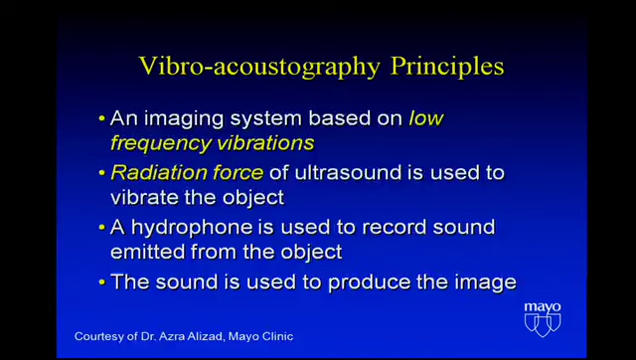 Vibro-acoustography Principles
• An imaging system based on low
frequency vibrations
• Radiation force of ultrasound is used to
vibrate the object
• A hydrophone is used to record sound
emitted from the object
• The sound is used to produce the image
mayo
Courtesy of Dr. Azra Alizad, Mayo Clinic